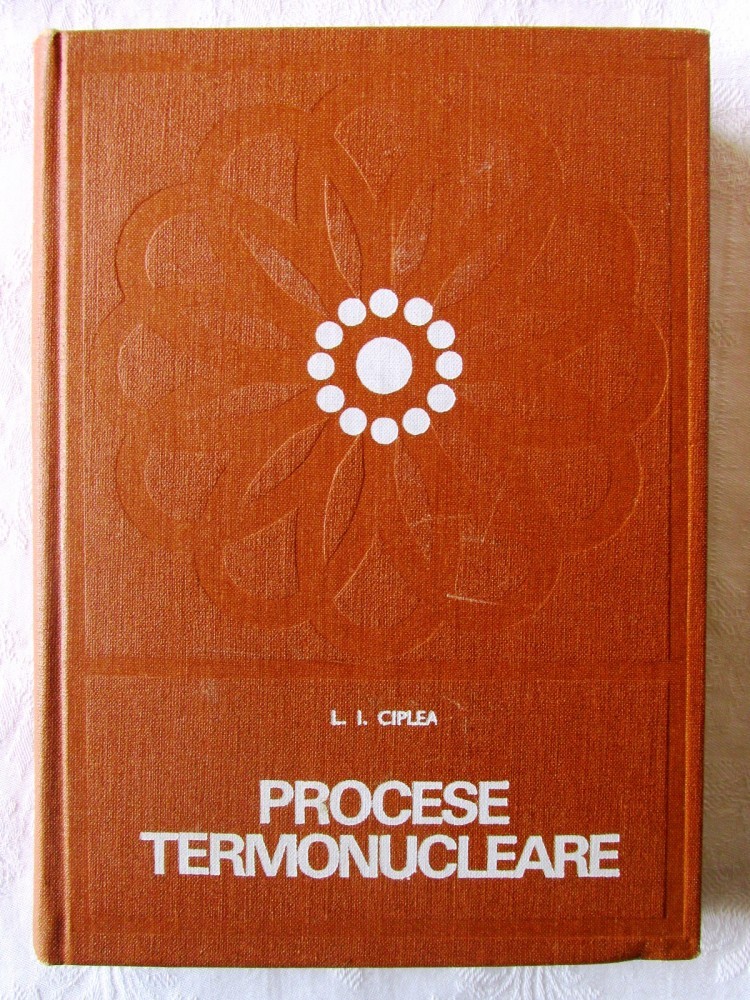 L. I. CIPLEA
PROCESE
TERMONUCLEARE